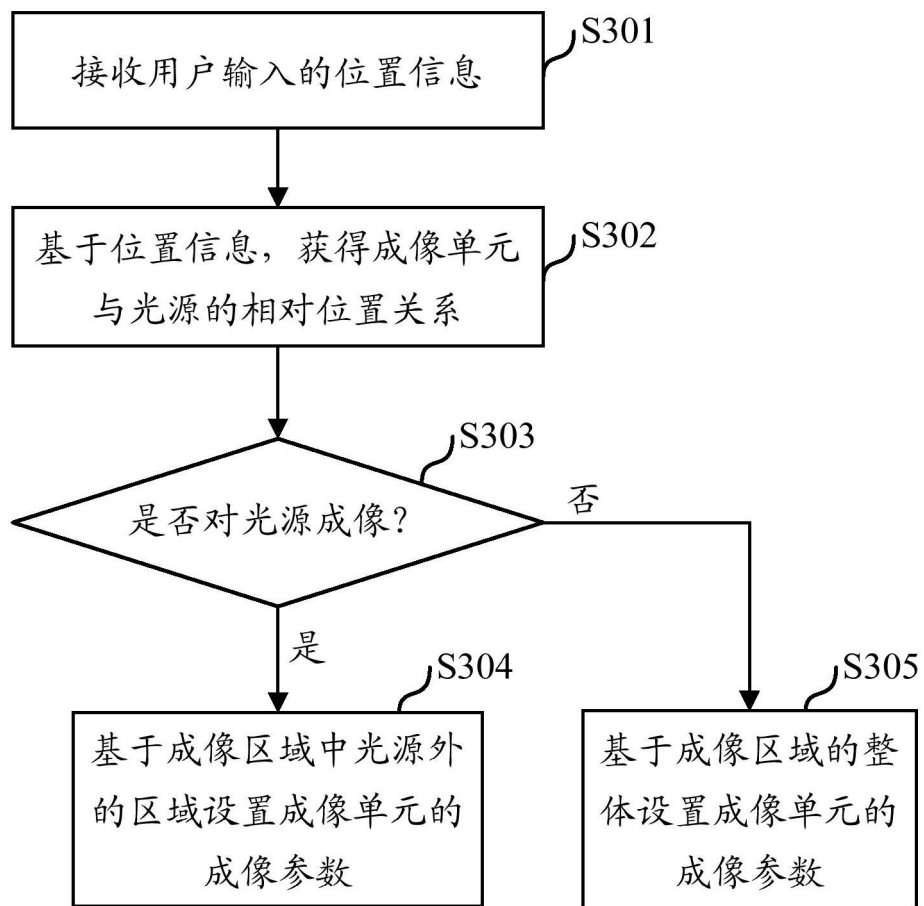 S301
接收用户输入的位置信息
S302
基于位置信息，获得成像单元
与光源的相对位置关系
S303
是否对光源成像？
否
是
S304
基于成像区域中光源外
的区域设置成像单元的
成像参数
S305
基于成像区域的整
体设置成像单元的
成像参数